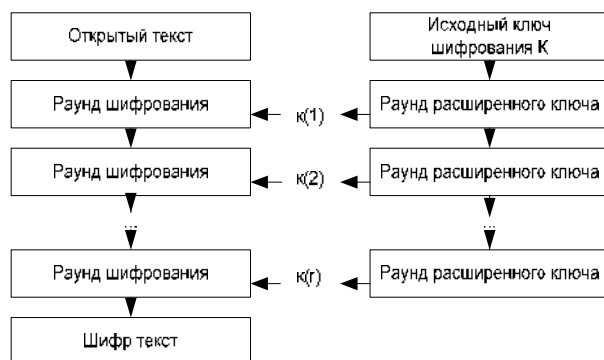 Открытый текст
Исходный ключ
шифрования К
Раунд шифрования
к(1)
Раунд расширенного ключа
Раунд шифрования
к(2)
Раунд расширенного ключа
...
...
Раунд шифрования
к(r)
Раунд расширенного ключа
Шифр текст